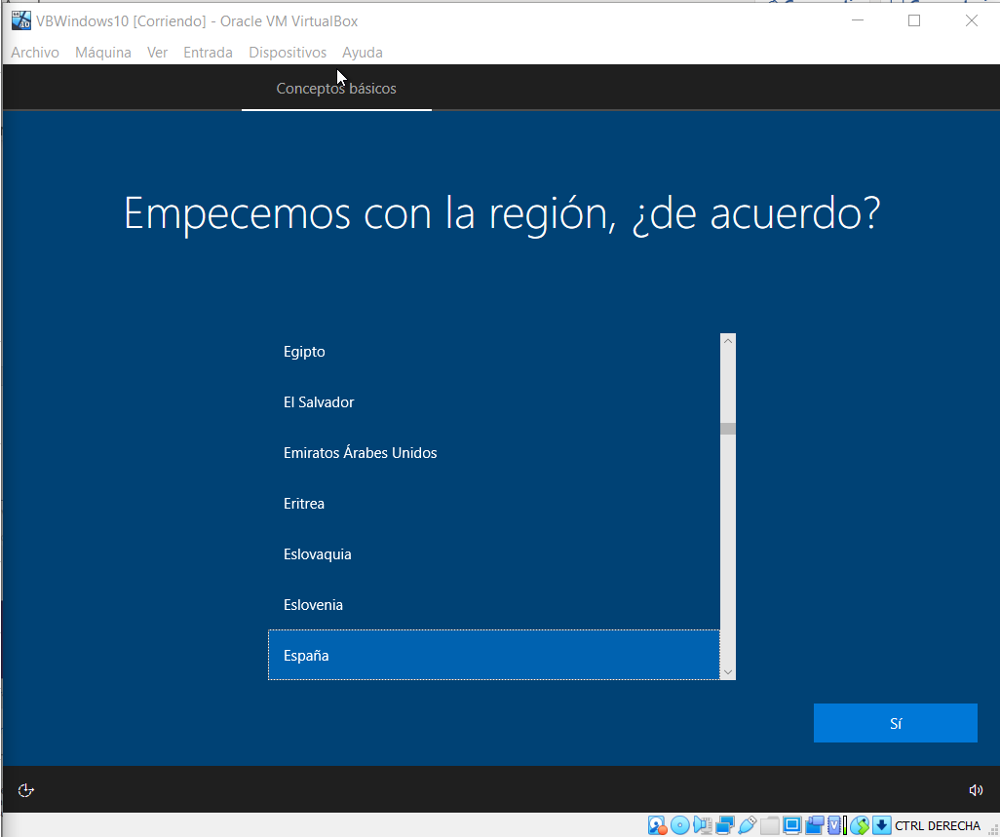 VBWindows10 [Corriendo] - Oracle VM VirtualBox
Archivo Máquina Ver Entrada Dispositivos Ayuda
Conceptos básicos
Empecemos con la región, ¿de acuerdo?
Egipto
El Salvador
Emiratos Árabes Unidos
Eritrea
Eslovaquia
Eslovenia
España
Sí
CTRL DERECHA